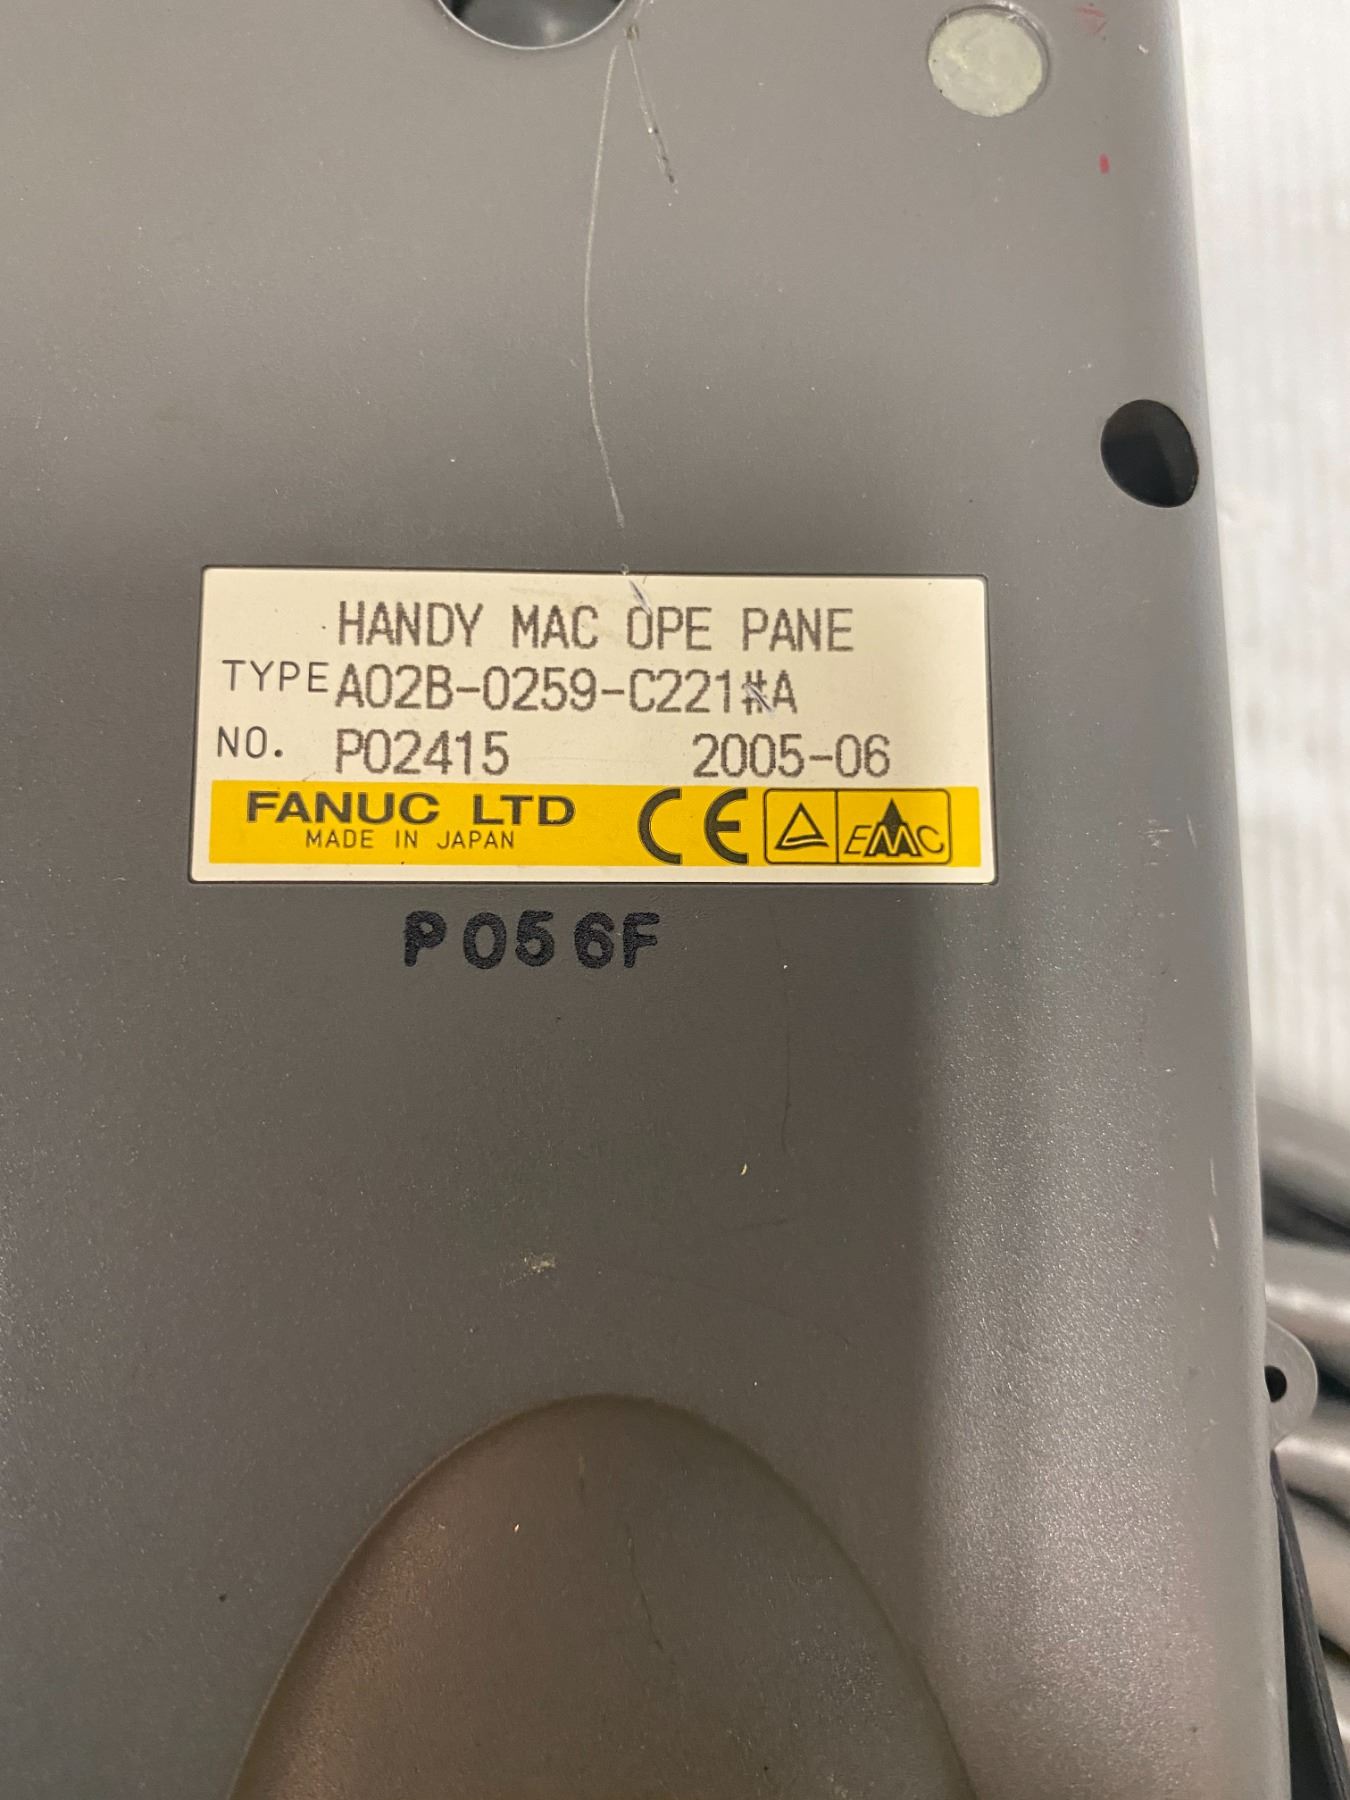 HANDY MAC OPE PANE
TYPE A02B-0259-C221#A
NO. P02415 2005-06
FANUC LTD CE EMC
MADE IN JAPAN
P056F